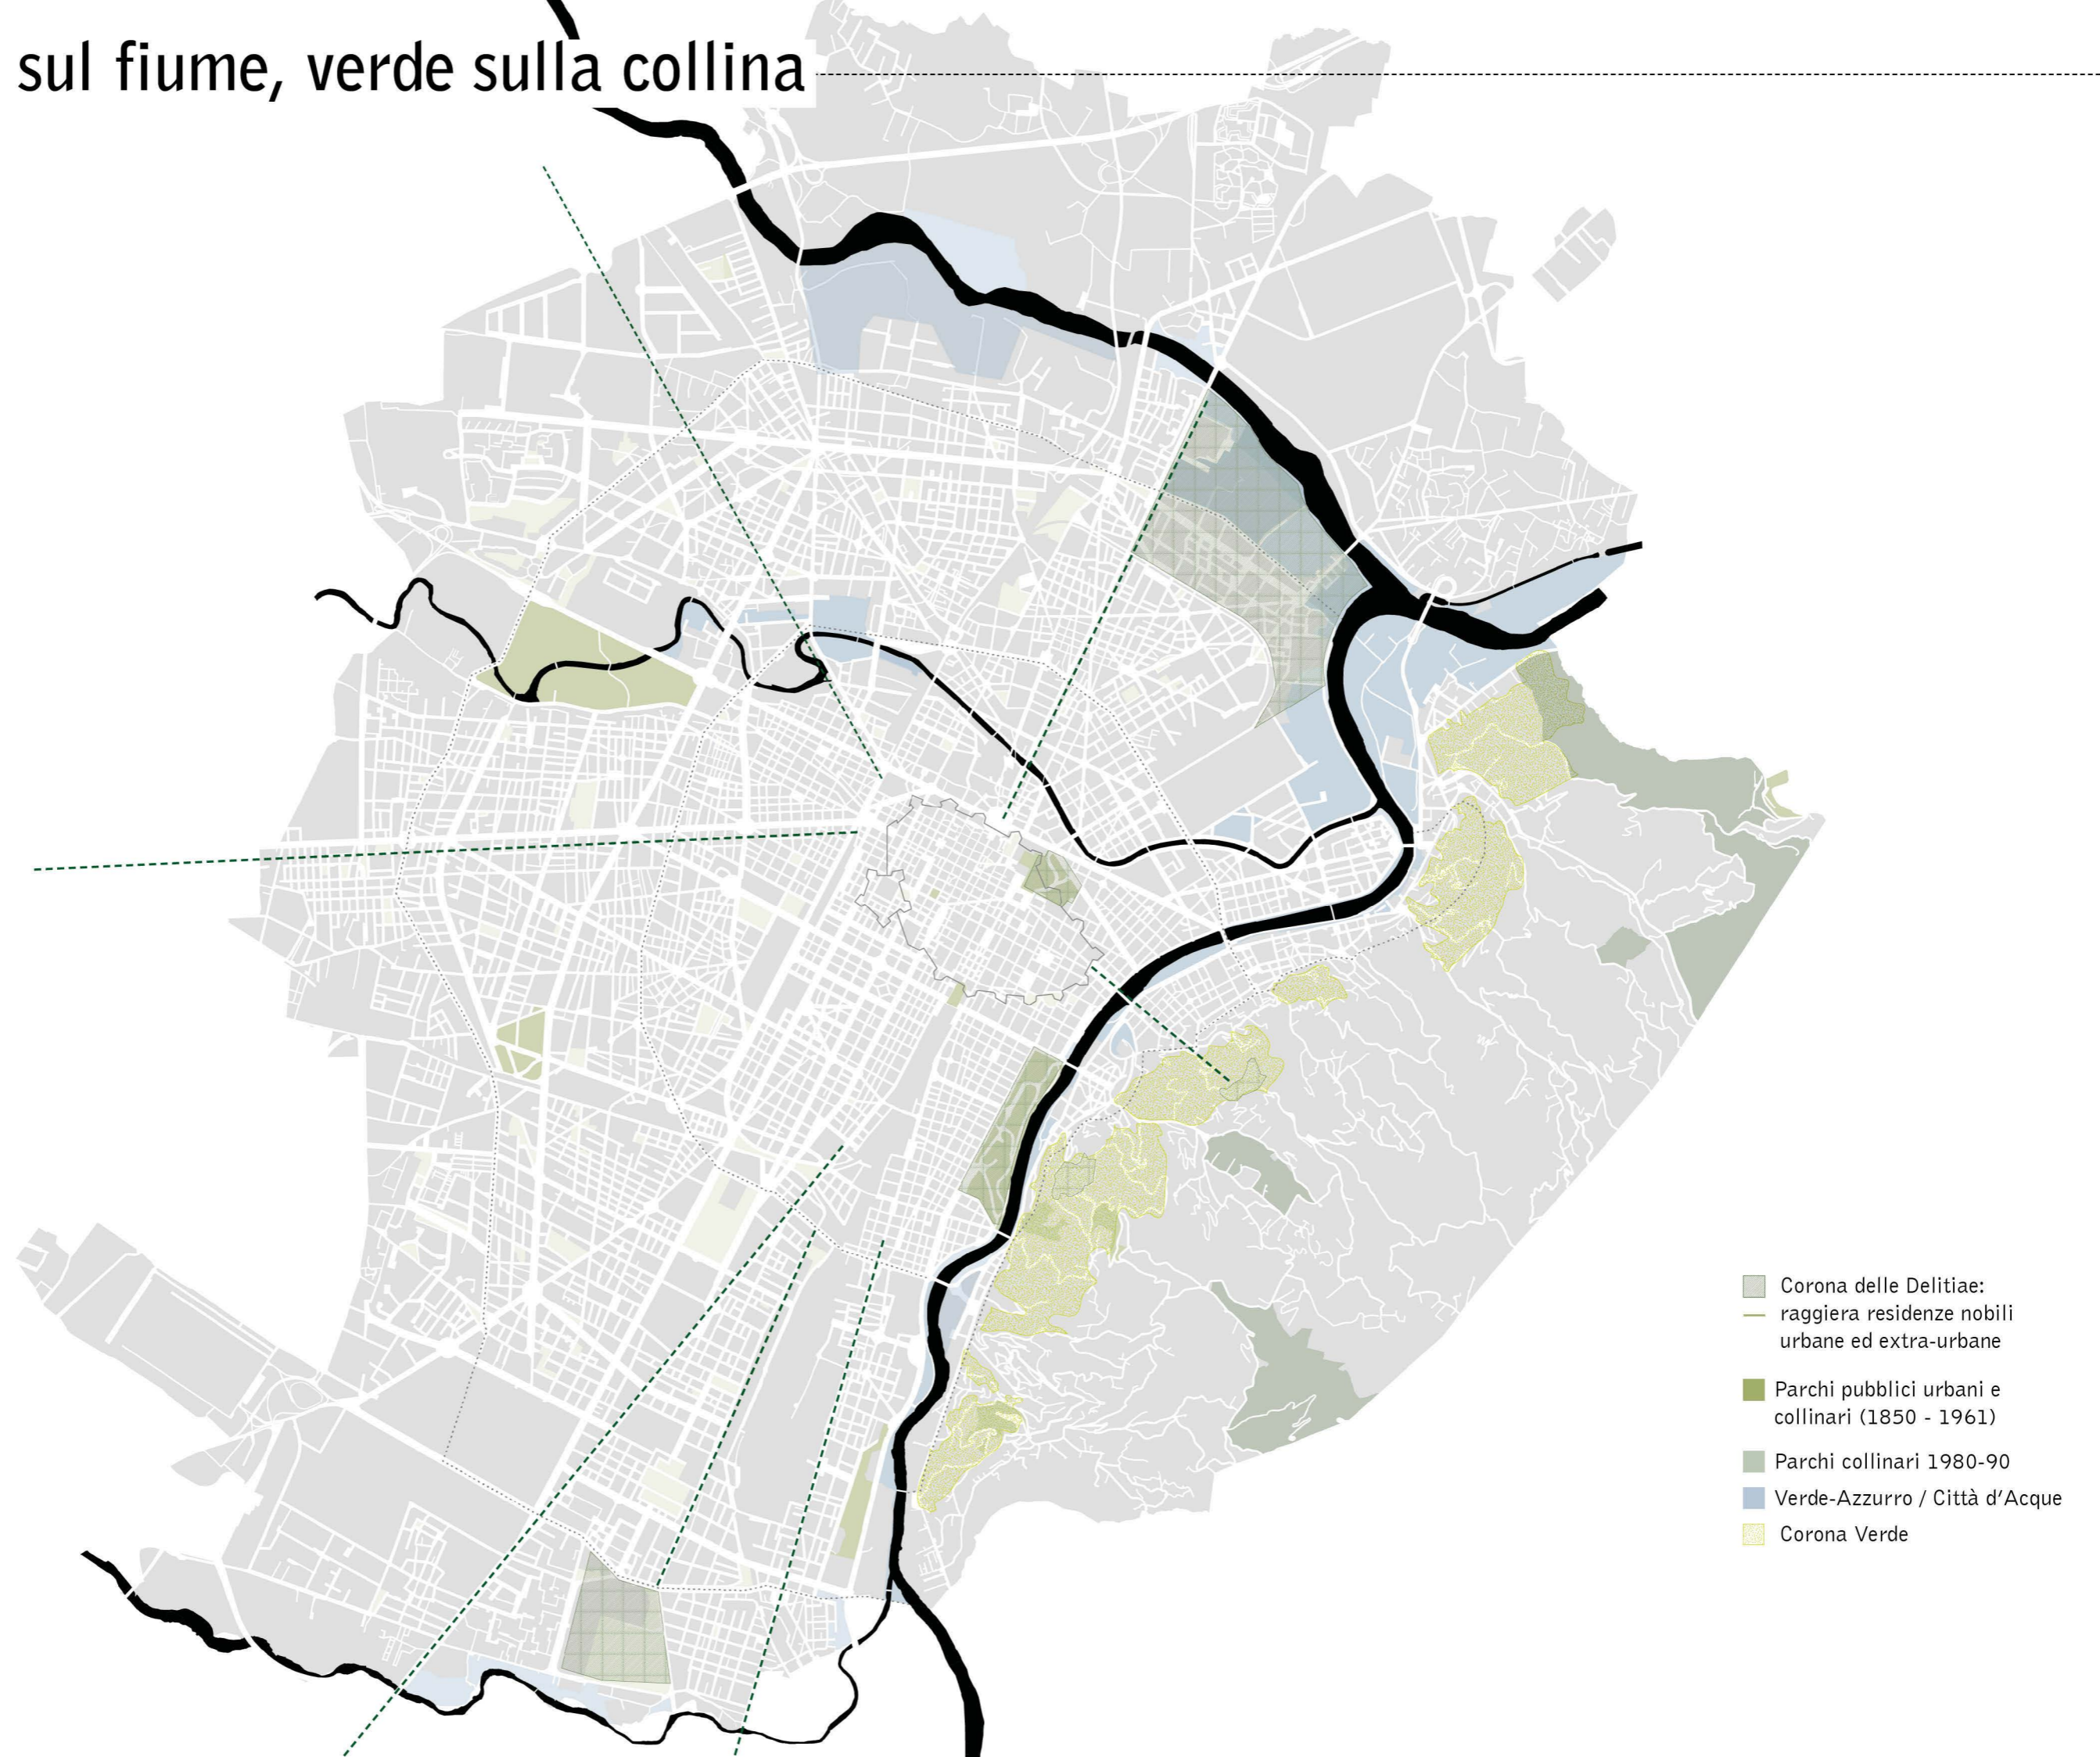 sul fiume, verde sulla collina
Corona delle Delitiae:
raggiera residenze nobili
urbane ed extra-urbane
Parchi pubblici urbani e
collinari (1850 - 1961)
Parchi collinari 1980-90
Verde-Azzurro / Città d’Acque
Corona Verde